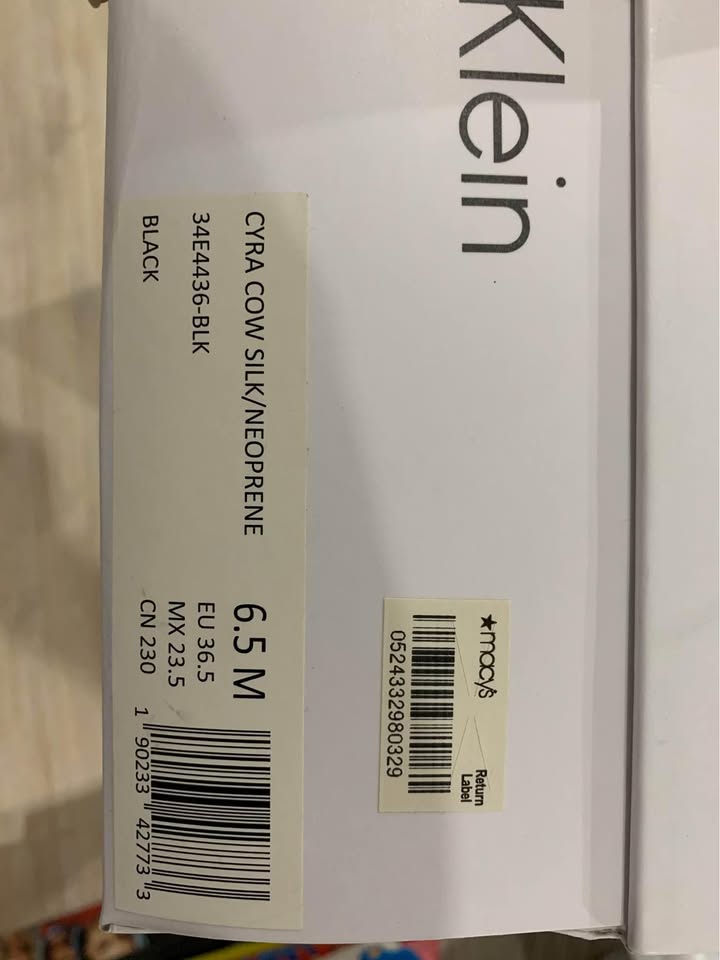 Klein
CYRA COW SILK/NEOPRENE
34E4436-BLK
BLACK
6.5 M
EU 36.5
MX 23.5
CN 230
1 90233 42773 3
★macy's
Return
Label
0524332980329